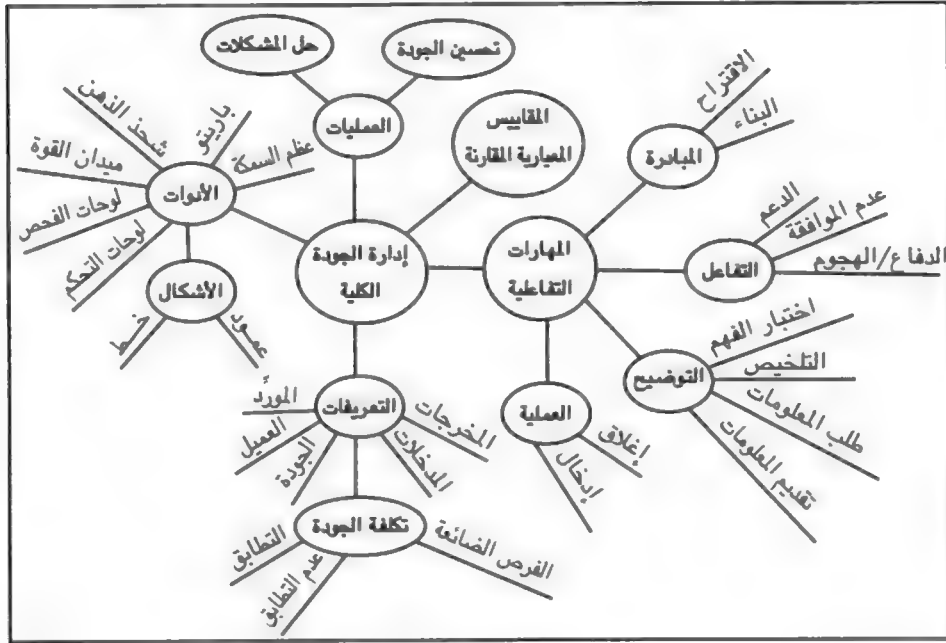 حل المشكلات
تحسين الجودة
العمليات
المقاييس
المعيارية المقارنة
الاقتراح
البناء
المبادرة
شحذ الذهن
باريتو
عظم السمكة
ميدان القوة
الأدوات
لوحات الفحص
لوحات التحكم
الأشكال
خط
عمود
إدارة الجودة
الكلية
المهارات
التفاعلية
الدعم
عدم الموافقة
الدفاع/الهجوم
التفاعل
اختبار الفهم
التلخيص
طلب المعلومات
تقديم المعلومات
التوضيح
العملية
إغلاق
إدخال
التعريفات
المورِّد
العميل
الجودة
المدخلات
المخرجات
تكلفة الجودة
التطابق
عدم التطابق
الفرص الضائعة